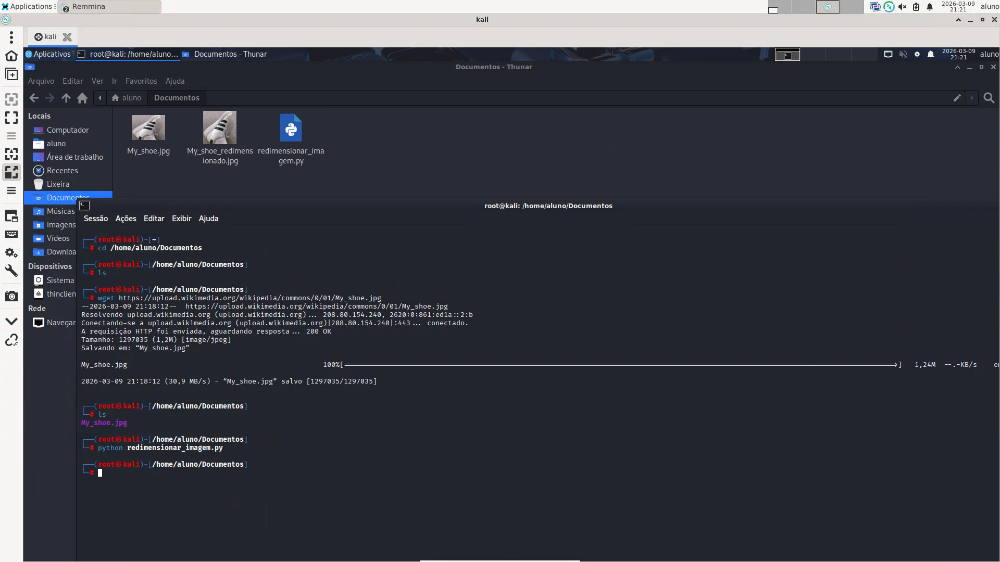 Applications
2
Remmina
2026-03-09
21:21
aluno
kali
kali
Aplicativos
root@kali: /home/aluno...
Documentos - Thunar
2026-03-09
21:21
aluno
Documentos - Thunar
Arquivo Editar Ver Ir Favoritos Ajuda
aluno
Documentos
Locais
Computador
aluno
Área de trabalho
Recentes
Lixeira
Documentos
Músicas
Imagens
Vídeos
Downloa
Dispositivos
Sistema
thinclien
Rede
Navegar
My_shoe.jpg
My_shoe_redimens
ionado.jpg
redimensionar_ima
gem.py
root@kali: /home/aluno/Documentos
Sessão Ações Editar Exibir Ajuda
┌──(root㉿kali)-[~]
└─# cd /home/aluno/Documentos
┌──(root㉿kali)-[/home/aluno/Documentos]
└─# ls
┌──(root㉿kali)-[/home/aluno/Documentos]
└─# wget https://upload.wikimedia.org/wikipedia/commons/0/01/My_shoe.jpg
--2026-03-09 21:18:12--  https://upload.wikimedia.org/wikipedia/commons/0/01/My_shoe.jpg
Resolvendo upload.wikimedia.org (upload.wikimedia.org)... 208.80.154.240, 2620:0:861:ed1a::2:b
Conectando-se a upload.wikimedia.org (upload.wikimedia.org)|208.80.154.240|:443... conectado.
A requisição HTTP foi enviada, aguardando resposta... 200 OK
Tamanho: 1297035 (1,2M) [image/jpeg]
Salvando em: “My_shoe.jpg”
My_shoe.jpg 100%[===================>] 1,24M --.-KB/s
2026-03-09 21:18:12 (30,9 MB/s) - “My_shoe.jpg” salvo [1297035/1297035]
┌──(root㉿kali)-[/home/aluno/Documentos]
└─# ls
My_shoe.jpg
┌──(root㉿kali)-[/home/aluno/Documentos]
└─# python redimensionar_imagem.py
┌──(root㉿kali)-[/home/aluno/Documentos]
└─#